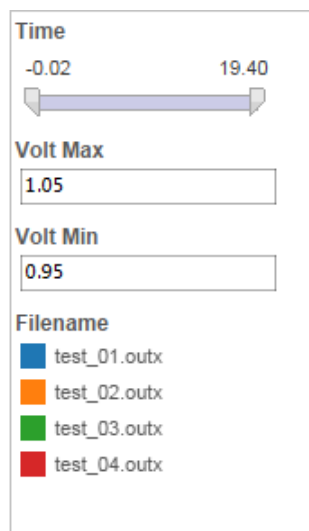 Time
-0.02 19.40
Volt Max
1.05
Volt Min
0.95
Filename
test_01.outx
test_02.outx
test_03.outx
test_04.outx